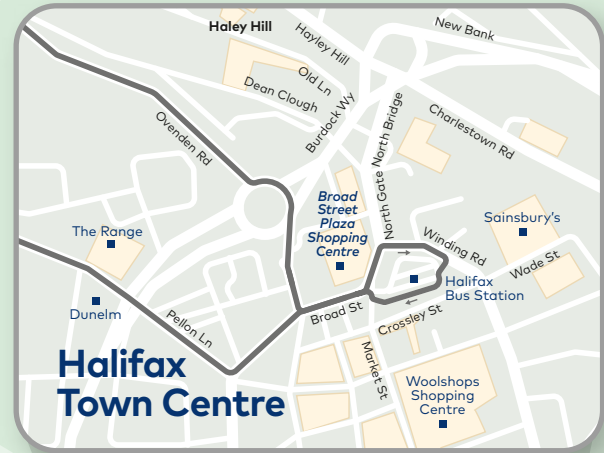 Haley Hill
Hayley Hill
New Bank
Old Ln
Dean Clough
Burdock Wy
North Bridge
Charlestown Rd
Ovenden Rd
North Gate
Broad
Street
Plaza
Shopping
Centre
Sainsbury's
The Range
Winding Rd
Wade St
Halifax
Bus Station
Dunelm
Pellon Ln
Broad St
Crossley St
Market St
Halifax
Town Centre
Woolshops
Shopping
Centre